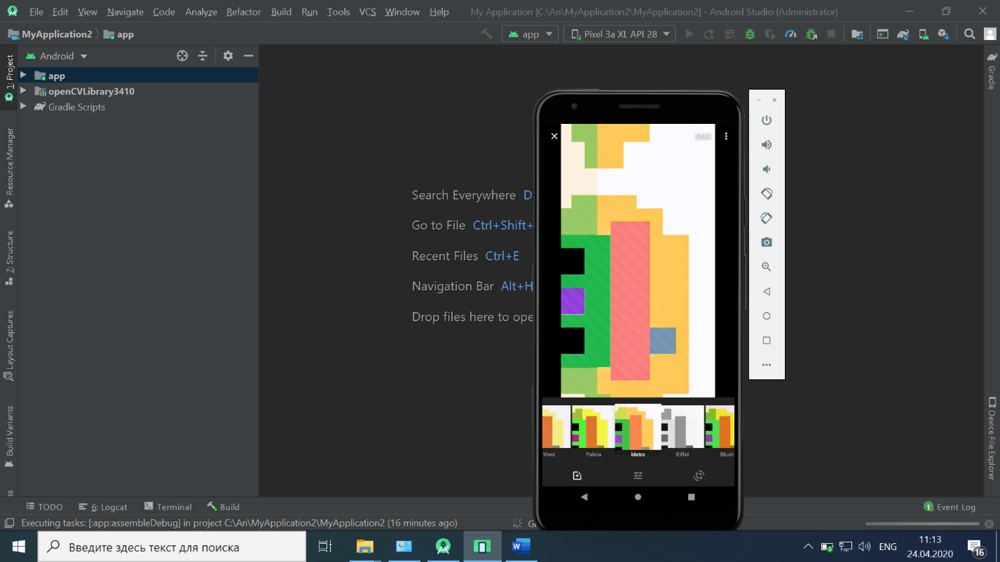 File Edit View Navigate Code Analyze Refactor Build Run Tools VCS Window Help My Application [C:\An\MyApplication2\MyApplication2] - Android Studio (Administrator)
MyApplication2 app app Pixel 3a XL API 28
Android
app
openCVLibrary3410
Gradle Scripts
1: Project
Resource Manager
7: Structure
Layout Captures
Build Variants
Gradle
Device File Explorer
Search Everywhere D
Go to File Ctrl+Shift+
Recent Files Ctrl+E
Navigation Bar Alt+H
Drop files here to ope
SAVE
West Palma Metro Eiffel Blush
TODO 6: Logcat Terminal Build 1 Event Log
Executing tasks: [:app:assembleDebug] in project C:\An\MyApplication2\MyApplication2 (16 minutes ago)
Введите здесь текст для поиска
ENG
11:13
24.04.2020
16